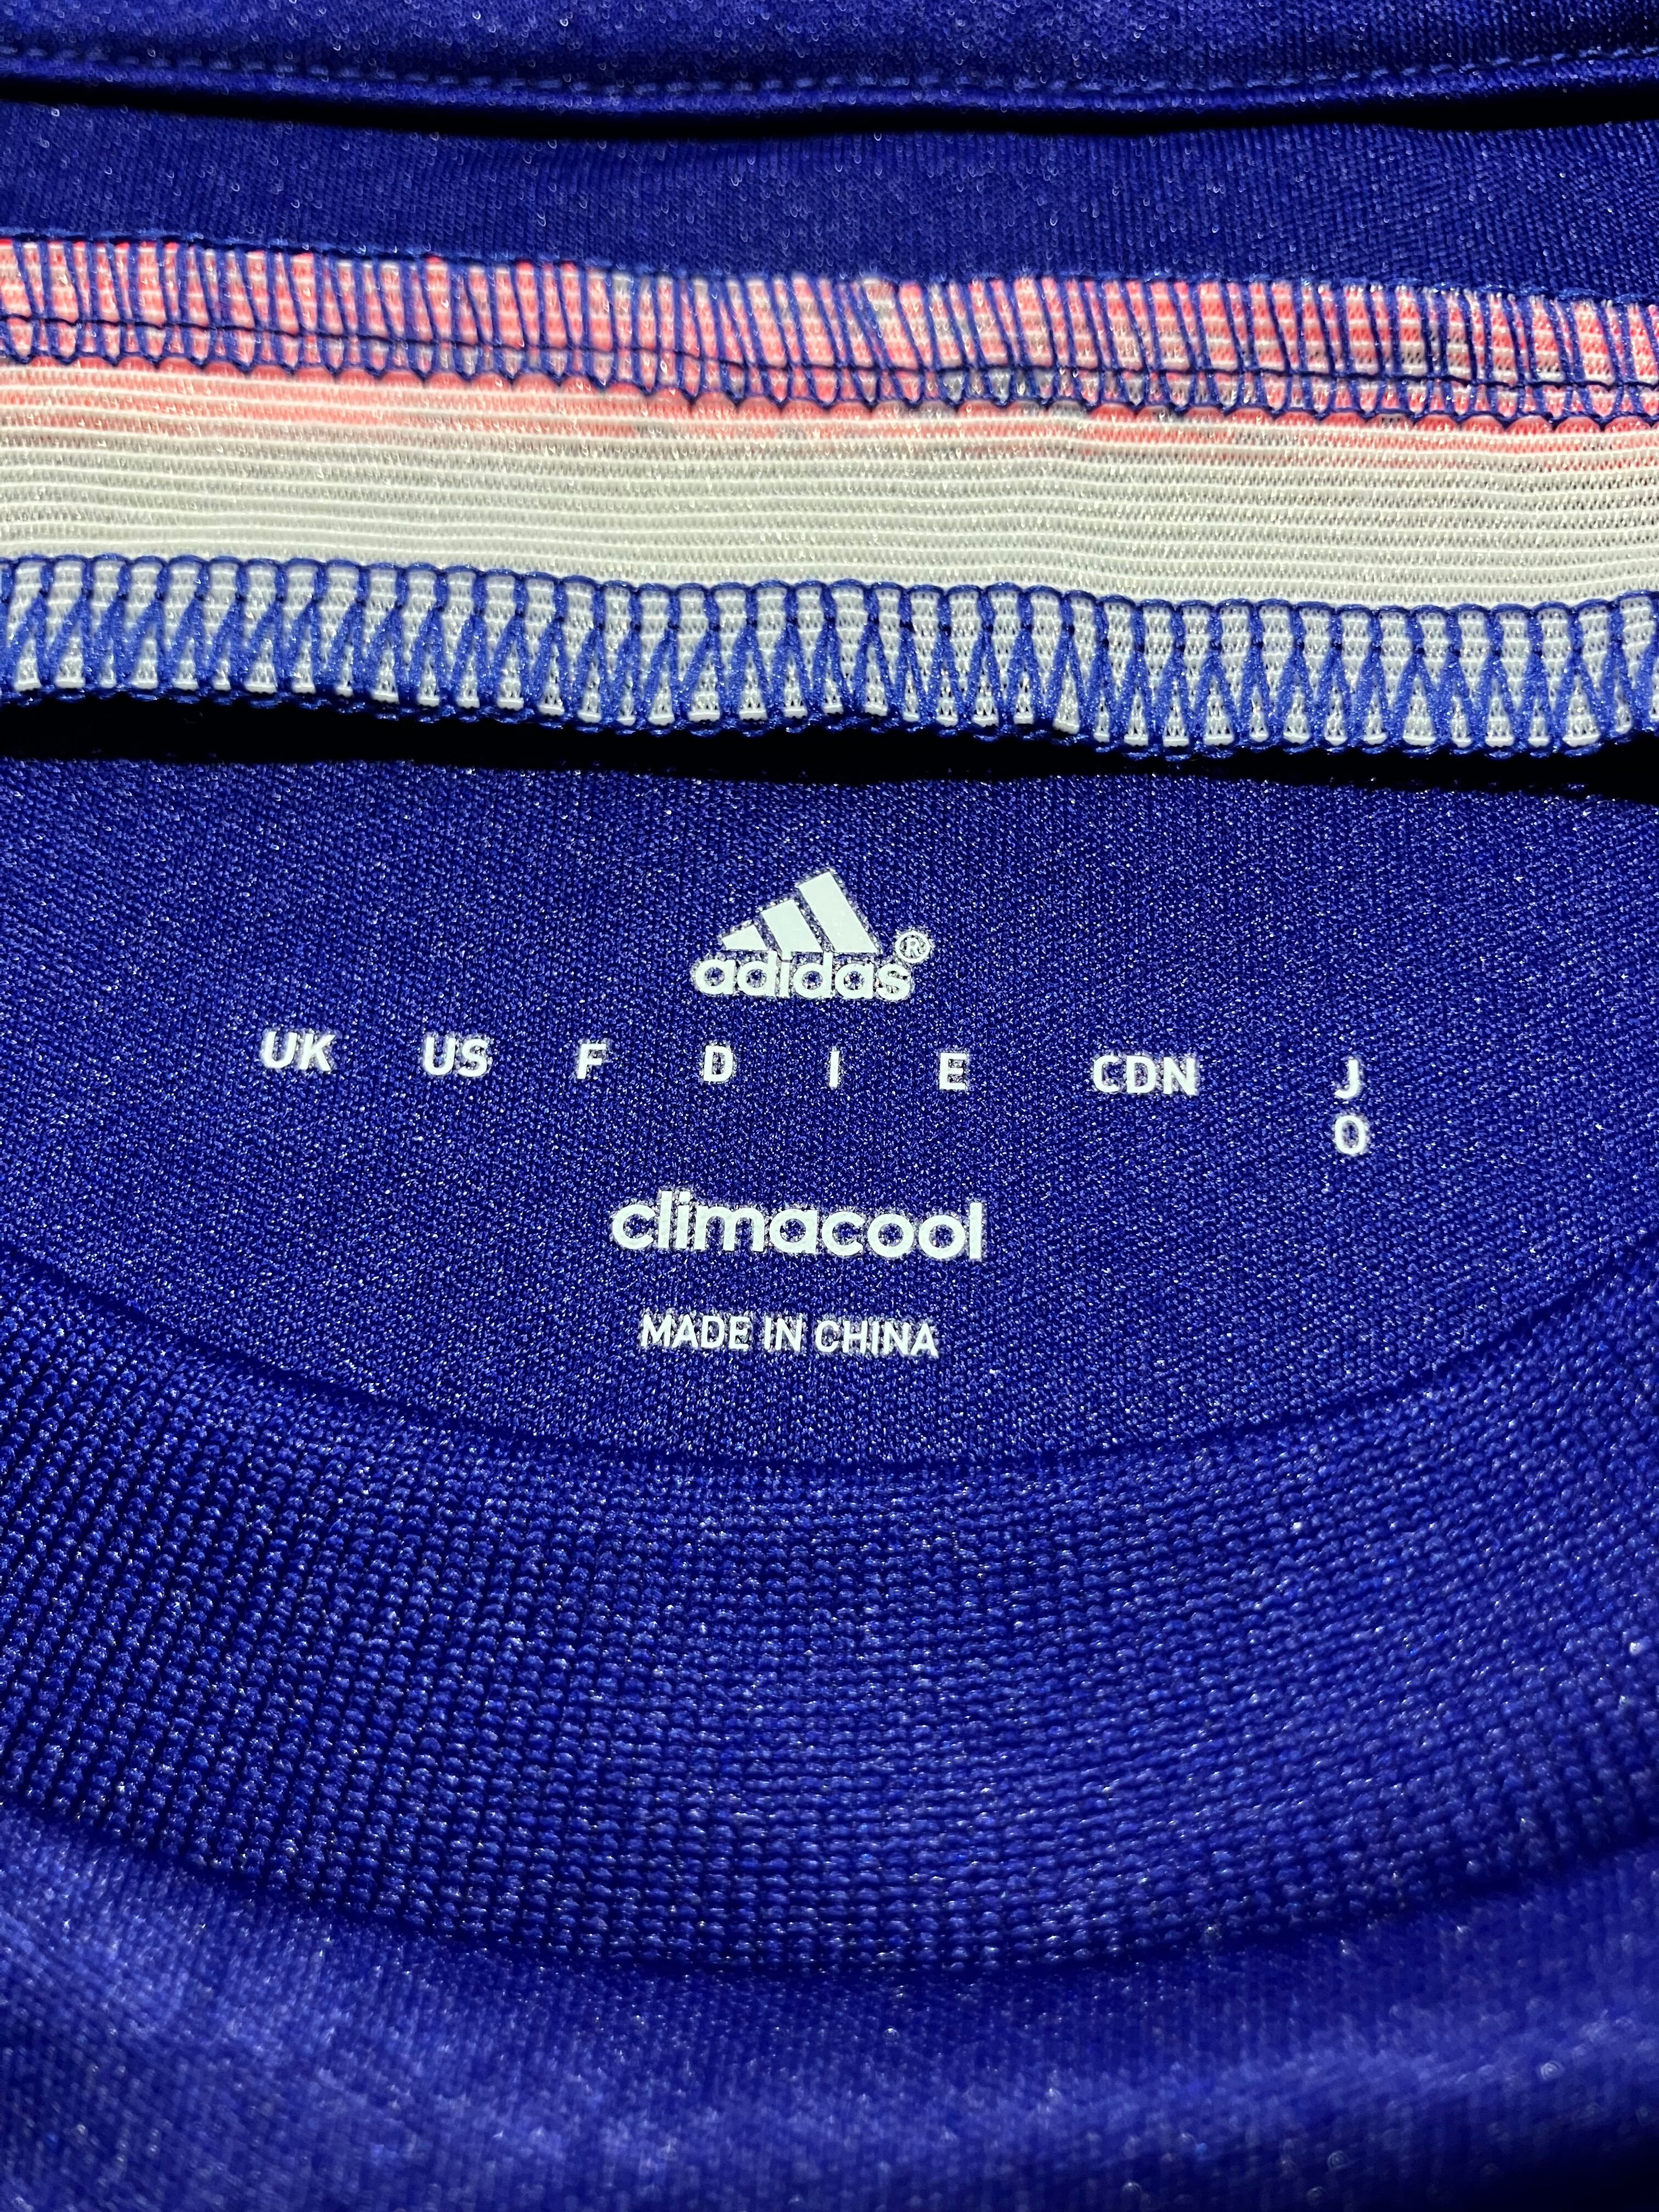 adidas®
UK US F D I E CDN J
O
climacool
MADE IN CHINA